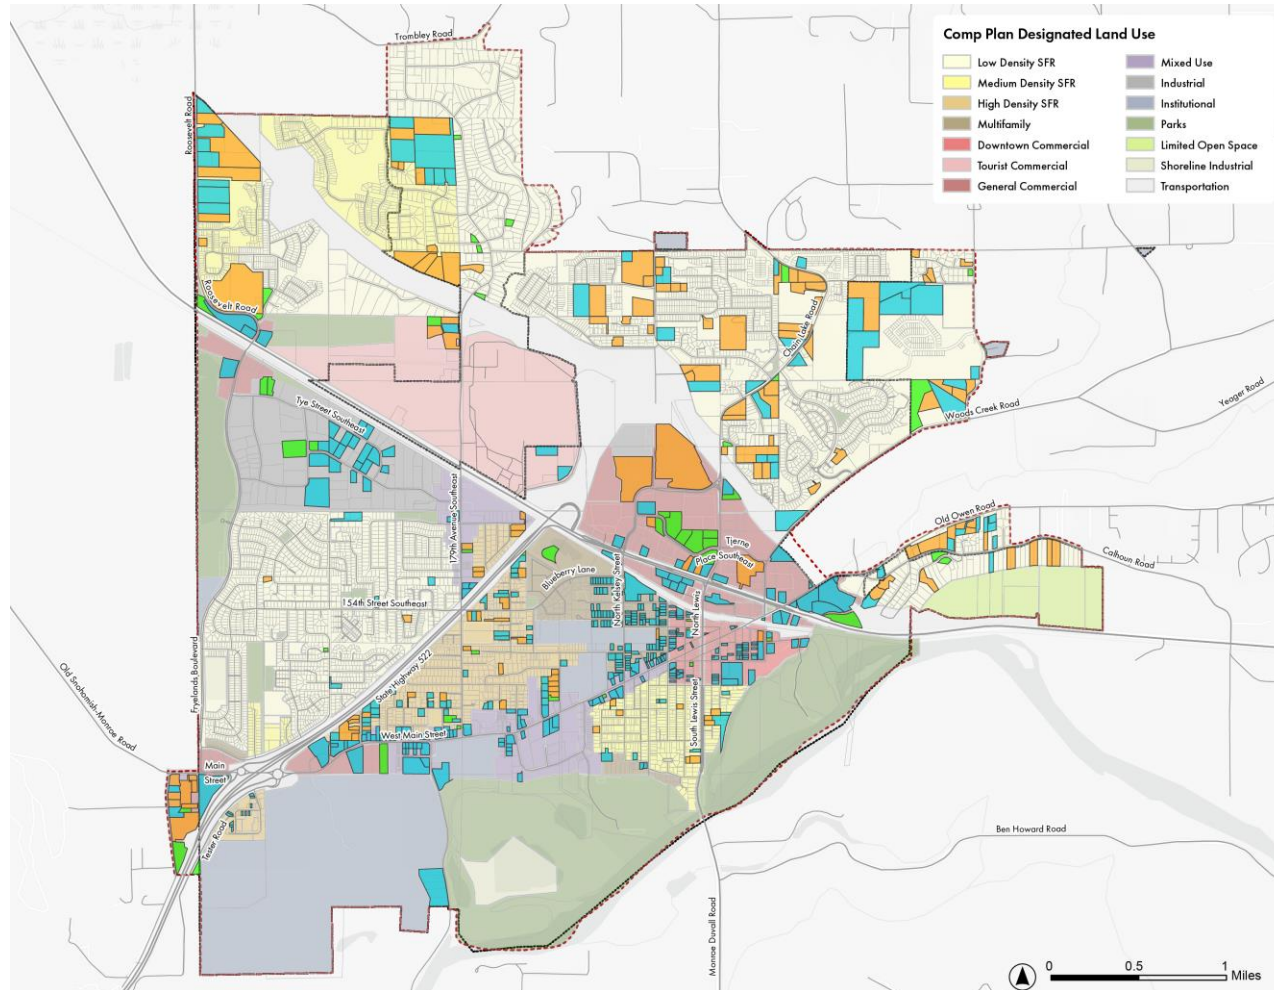 Comp Plan Designated Land Use
Low Density SFR
Medium Density SFR
High Density SFR
Multifamily
Downtown Commercial
Tourist Commercial
General Commercial
Mixed Use
Industrial
Institutional
Parks
Limited Open Space
Shoreline Industrial
Transportation
Trombley Road
Roosevelt Road
Roosevelt Road
Chain Lake Road
Yeager Road
Woods Creek Road
Tye Street Southeast
179th Avenue Southeast
Old Owen Road
Calhoun Road
Tjerne
Place Southeast
Blueberry Lane
North Kelsey Street
North Lewis
154th Street Southeast
State Highway 522
Fryelands Boulevard
Old Snohomish-Monroe Road
West Main Street
South Lewis Street
Main
Street
Tester Road
Ben Howard Road
Monroe Duvall Road
0 0.5 1
Miles